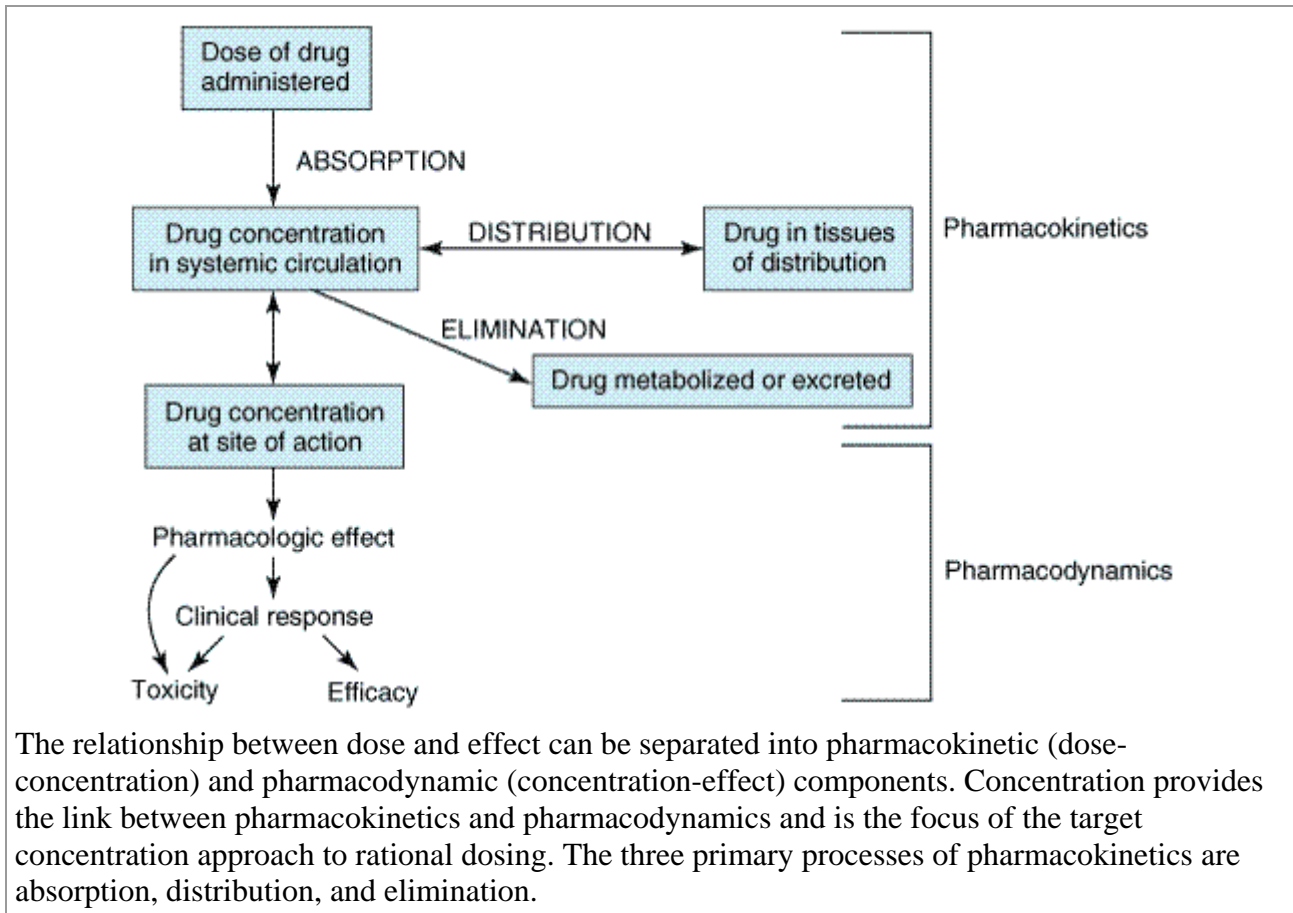 Dose of drug
administered
ABSORPTION
Drug concentration
in systemic circulation
DISTRIBUTION
Drug in tissues
of distribution
Pharmacokinetics
ELIMINATION
Drug metabolized or excreted
Drug concentration
at site of action
Pharmacologic effect
Pharmacodynamics
Clinical response
Toxicity
Efficacy
The relationship between dose and effect can be separated into pharmacokinetic (dose-
concentration) and pharmacodynamic (concentration-effect) components. Concentration provides
the link between pharmacokinetics and pharmacodynamics and is the focus of the target
concentration approach to rational dosing. The three primary processes of pharmacokinetics are
absorption, distribution, and elimination.